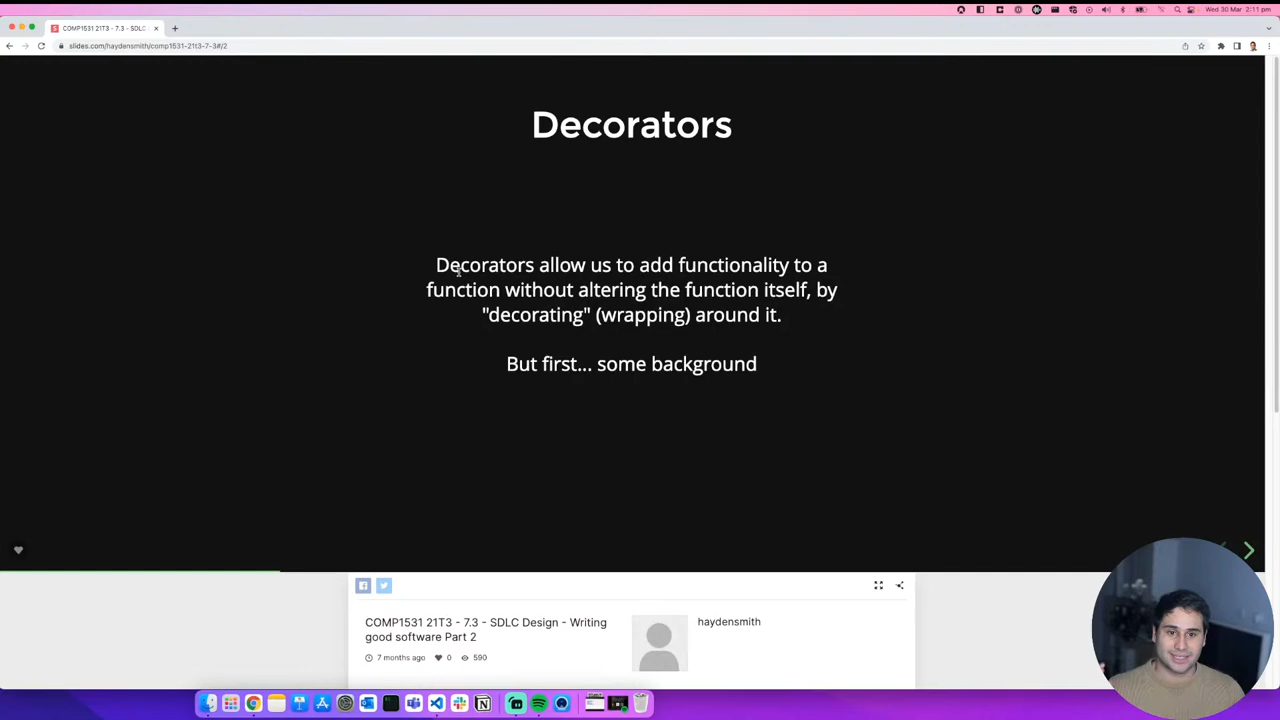 Wed 30 Mar 2:11 pm
COMP1531 21T3 - 7.3 - SDLC
slides.com/haydensmith/comp1531-21t3-7-3#/2
Decorators
Decorators allow us to add functionality to a
function without altering the function itself, by
"decorating" (wrapping) around it.
But first... some background
COMP1531 21T3 - 7.3 - SDLC Design - Writing
good software Part 2
7 months ago 0 590
haydensmith